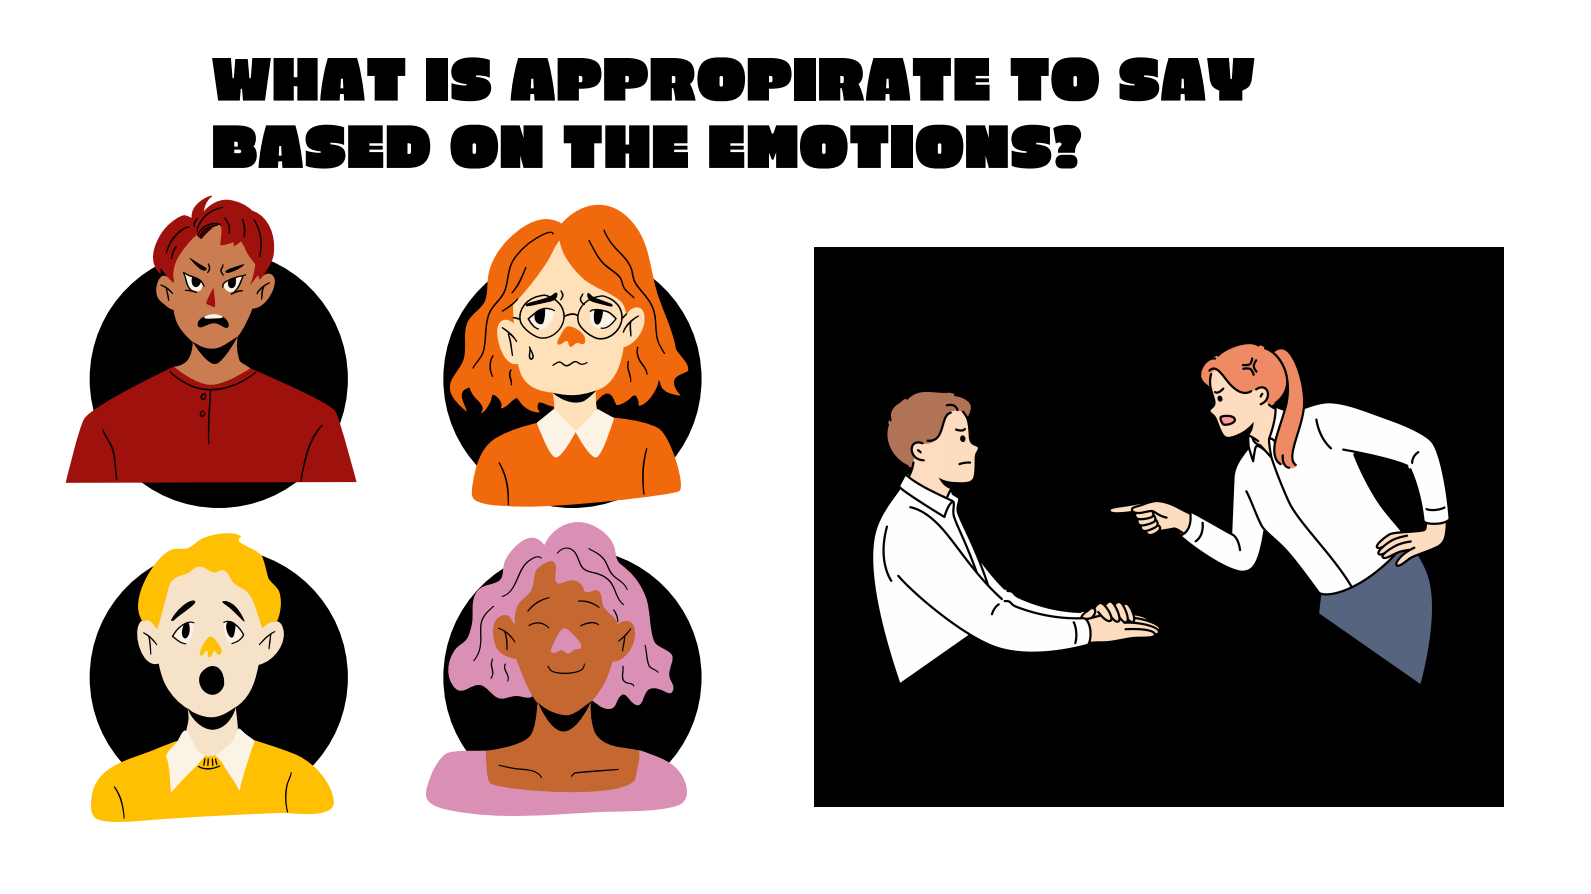 WHAT IS APPROPIRATE TO SAY
BASED ON THE EMOTIONS?